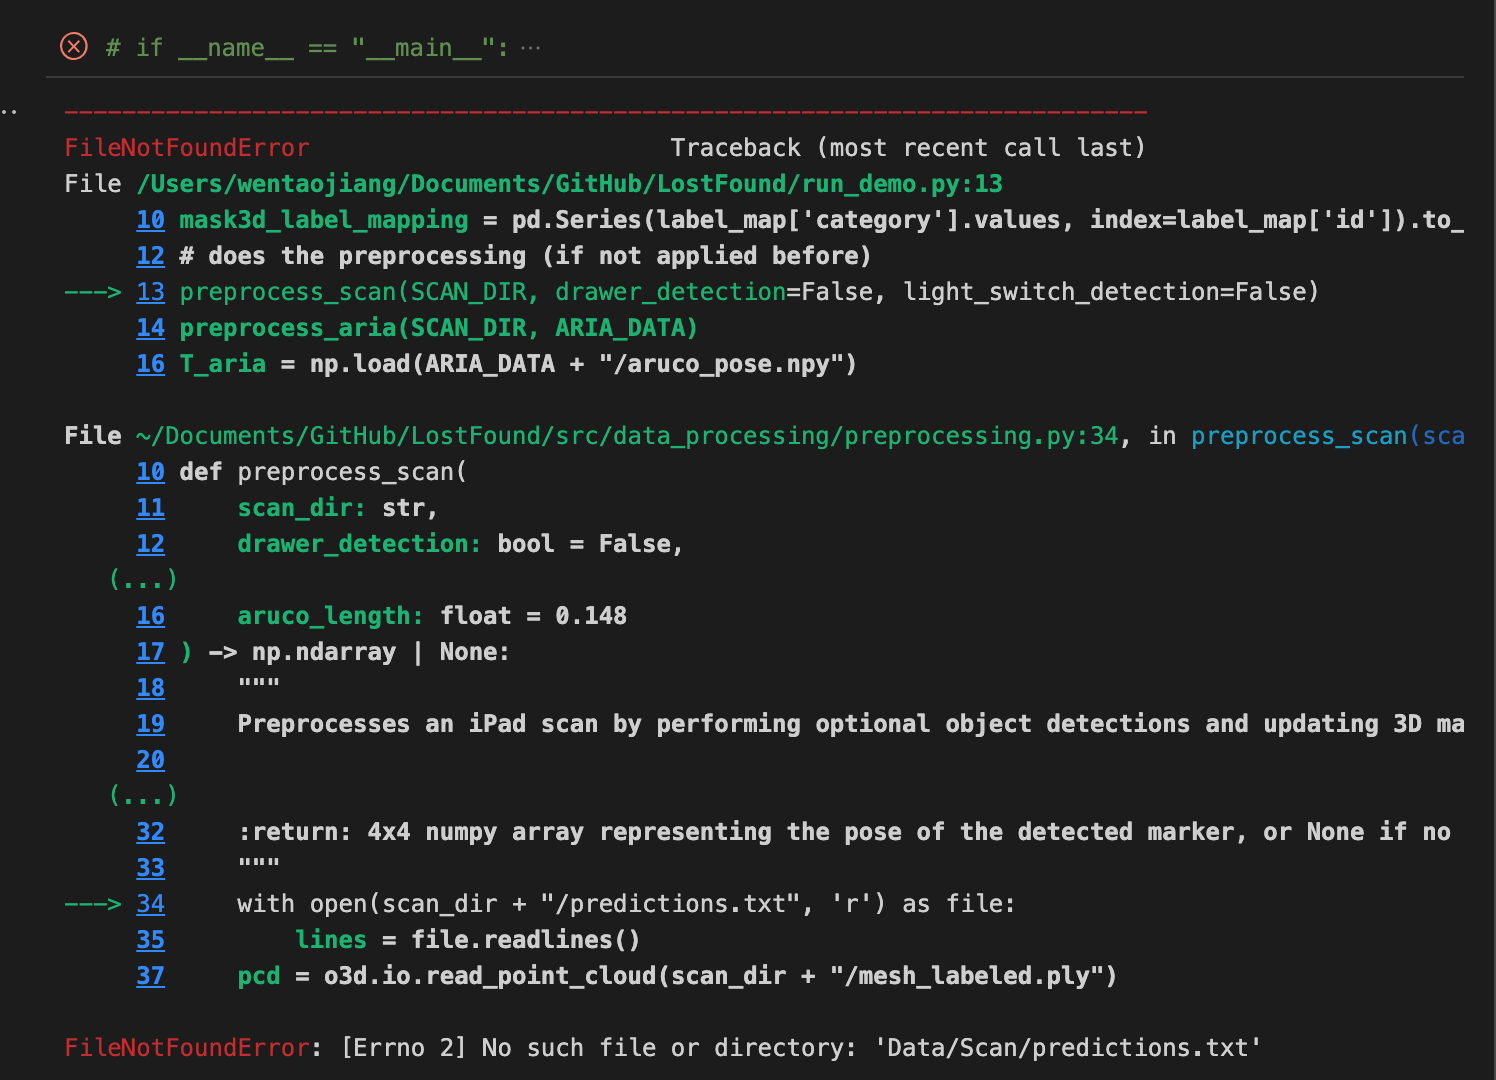 # if __name__ == "__main__": ...
---------------------------------------------------------------------------
FileNotFoundError                         Traceback (most recent call last)
File /Users/wentaojiang/Documents/GitHub/LostFound/run_demo.py:13
     10 mask3d_label_mapping = pd.Series(label_map['category'].values, index=label_map['id']).to_
     12 # does the preprocessing (if not applied before)
---> 13 preprocess_scan(SCAN_DIR, drawer_detection=False, light_switch_detection=False)
     14 preprocess_aria(SCAN_DIR, ARIA_DATA)
     16 T_aria = np.load(ARIA_DATA + "/aruco_pose.npy")
File ~/Documents/GitHub/LostFound/src/data_processing/preprocessing.py:34, in preprocess_scan(sca
     10 def preprocess_scan(
     11     scan_dir: str,
     12     drawer_detection: bool = False,
   (...)
     16     aruco_length: float = 0.148
     17 ) -> np.ndarray | None:
     18     """
     19     Preprocesses an iPad scan by performing optional object detections and updating 3D ma
     20
   (...)
     32     :return: 4x4 numpy array representing the pose of the detected marker, or None if no
     33     """
---> 34     with open(scan_dir + "/predictions.txt", 'r') as file:
     35         lines = file.readlines()
     37     pcd = o3d.io.read_point_cloud(scan_dir + "/mesh_labeled.ply")
FileNotFoundError: [Errno 2] No such file or directory: 'Data/Scan/predictions.txt'